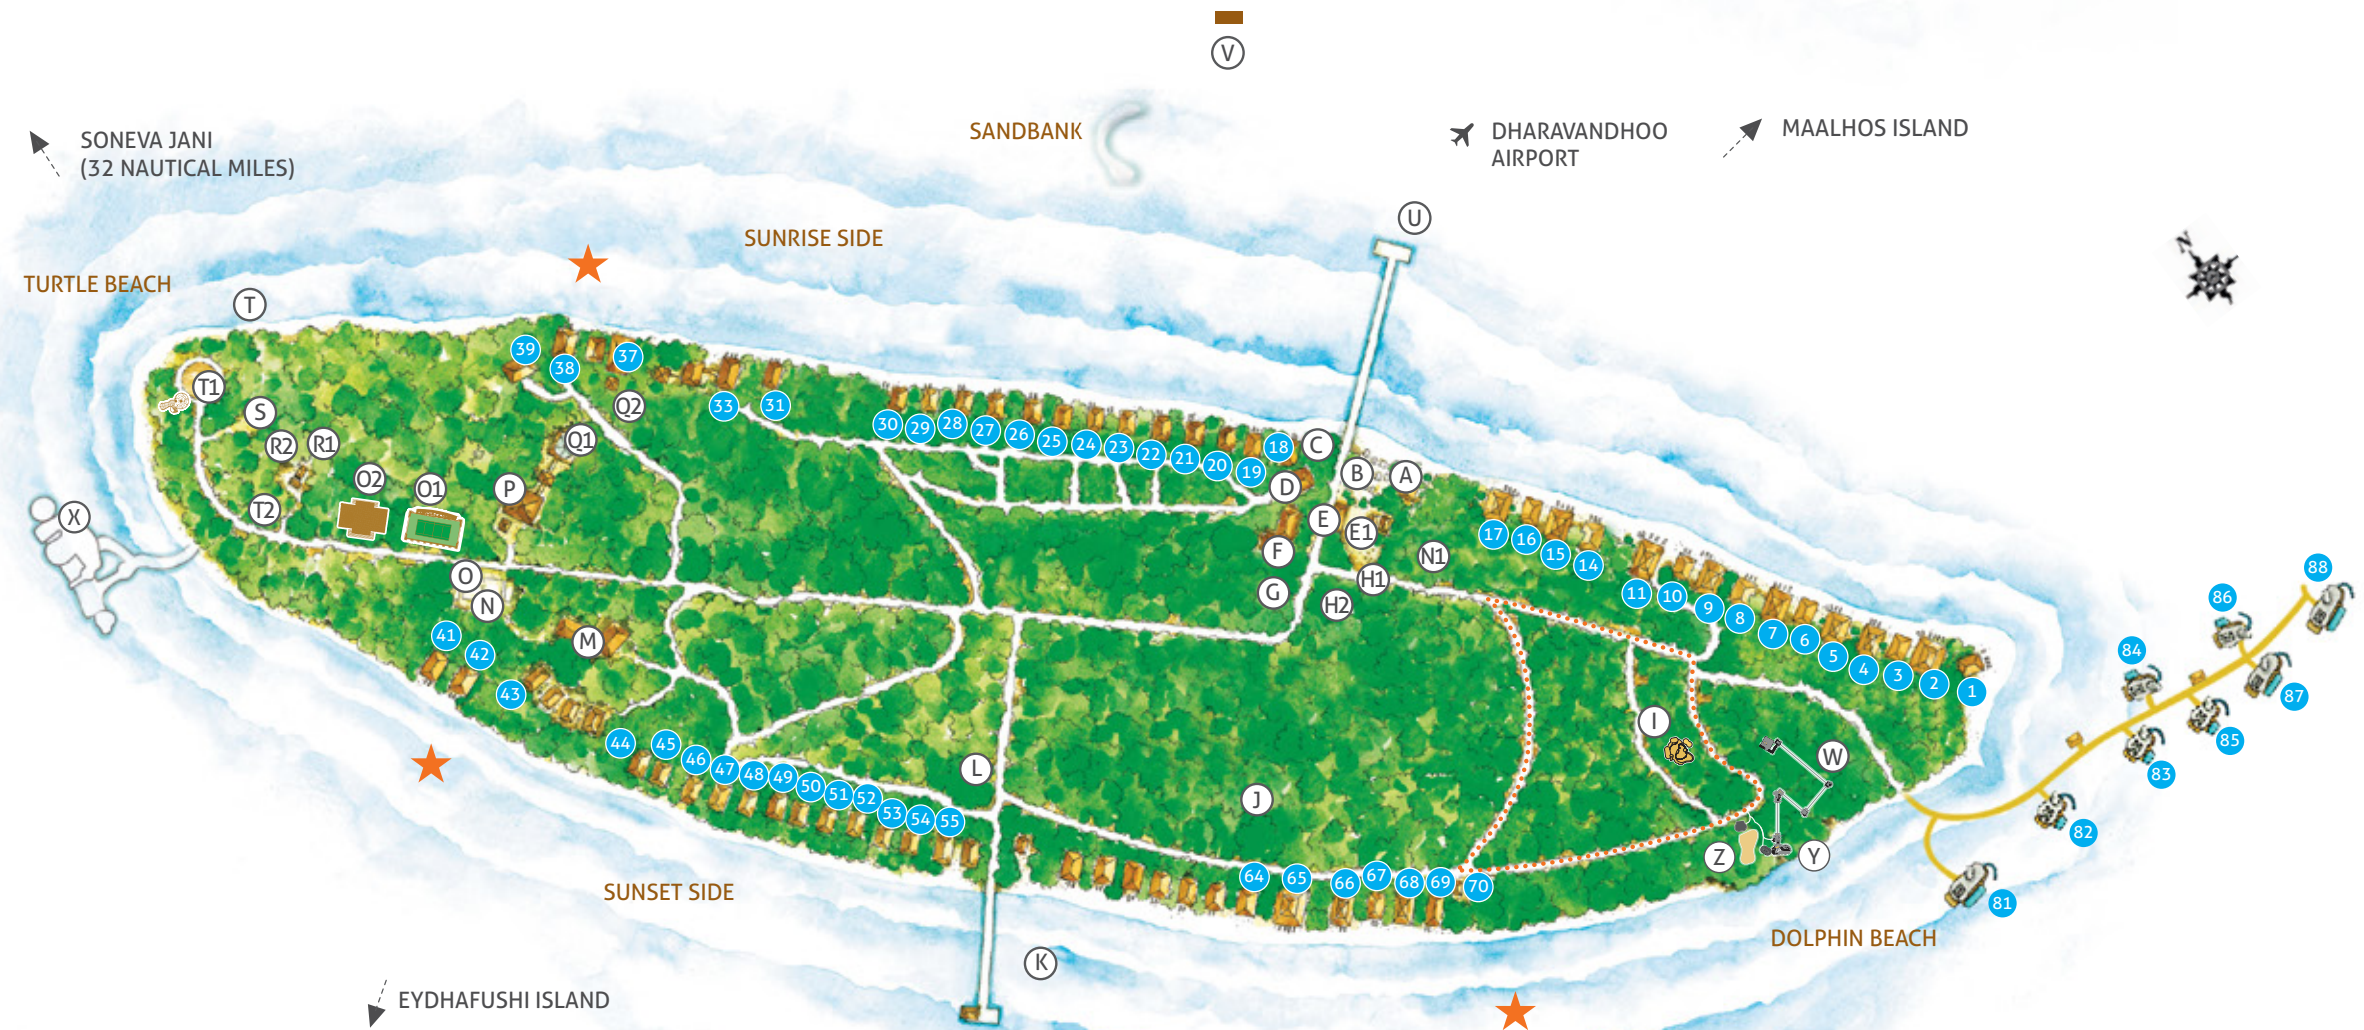 V
SONEVA JANI
(32 NAUTICAL MILES)
SANDBANK
DHARAVANDHOO
AIRPORT
MAALHOS ISLAND
U
N
SUNRISE SIDE
TURTLE BEACH
T
39
38
37
T1
S
Q2
33
31
30
29
28
27
26
25
24
23
22
21
20
19
18
C
R2
R1
Q1
O2
O1
P
D
B
A
T2
X
E
E1
F
N1
17
16
15
14
O
N
G
H1
H2
11
10
9
8
7
6
5
4
3
2
1
88
86
84
87
85
83
82
81
41
42
M
43
44
45
46
47
48
49
50
51
52
53
54
55
L
J
I
W
Z
Y
64
65
66
67
68
69
70
SUNSET SIDE
DOLPHIN BEACH
K
EYDHAFUSHI ISLAND